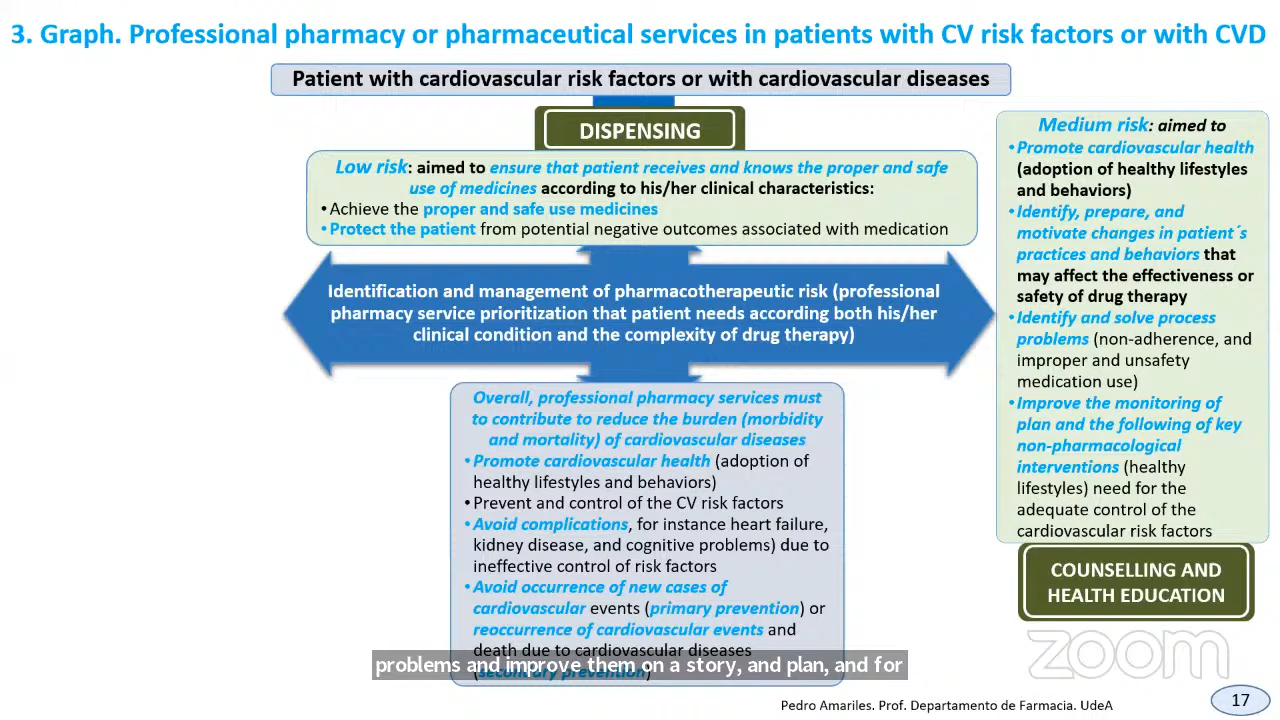 3. Graph. Professional pharmacy or pharmaceutical services in patients with CV risk factors or with CVD
Patient with cardiovascular risk factors or with cardiovascular diseases
DISPENSING
Low risk: aimed to ensure that patient receives and knows the proper and safe
use of medicines according to his/her clinical characteristics:
•Achieve the proper and safe use medicines
•Protect the patient from potential negative outcomes associated with medication
Identification and management of pharmacotherapeutic risk (professional
pharmacy service prioritization that patient needs according both his/her
clinical condition and the complexity of drug therapy)
Overall, professional pharmacy services must
to contribute to reduce the burden (morbidity
and mortality) of cardiovascular diseases
•Promote cardiovascular health (adoption of
healthy lifestyles and behaviors)
•Prevent and control of the CV risk factors
•Avoid complications, for instance heart failure,
kidney disease, and cognitive problems) due to
ineffective control of risk factors
•Avoid occurrence of new cases of
cardiovascular events (primary prevention) or
reoccurrence of cardiovascular events and
death due to cardiovascular diseases
(secondary prevention)
problems and improve them on a story, and plan, and for
Medium risk: aimed to
•Promote cardiovascular health
(adoption of healthy lifestyles
and behaviors)
•Identify, prepare, and
motivate changes in patient´s
practices and behaviors that
may affect the effectiveness or
safety of drug therapy
•Identify and solve process
problems (non-adherence, and
improper and unsafety
medication use)
•Improve the monitoring of
plan and the following of key
non-pharmacological
interventions (healthy
lifestyles) need for the
adequate control of the
cardiovascular risk factors
COUNSELLING AND
HEALTH EDUCATION
zoom
Pedro Amariles. Prof. Departamento de Farmacia. UdeA
17